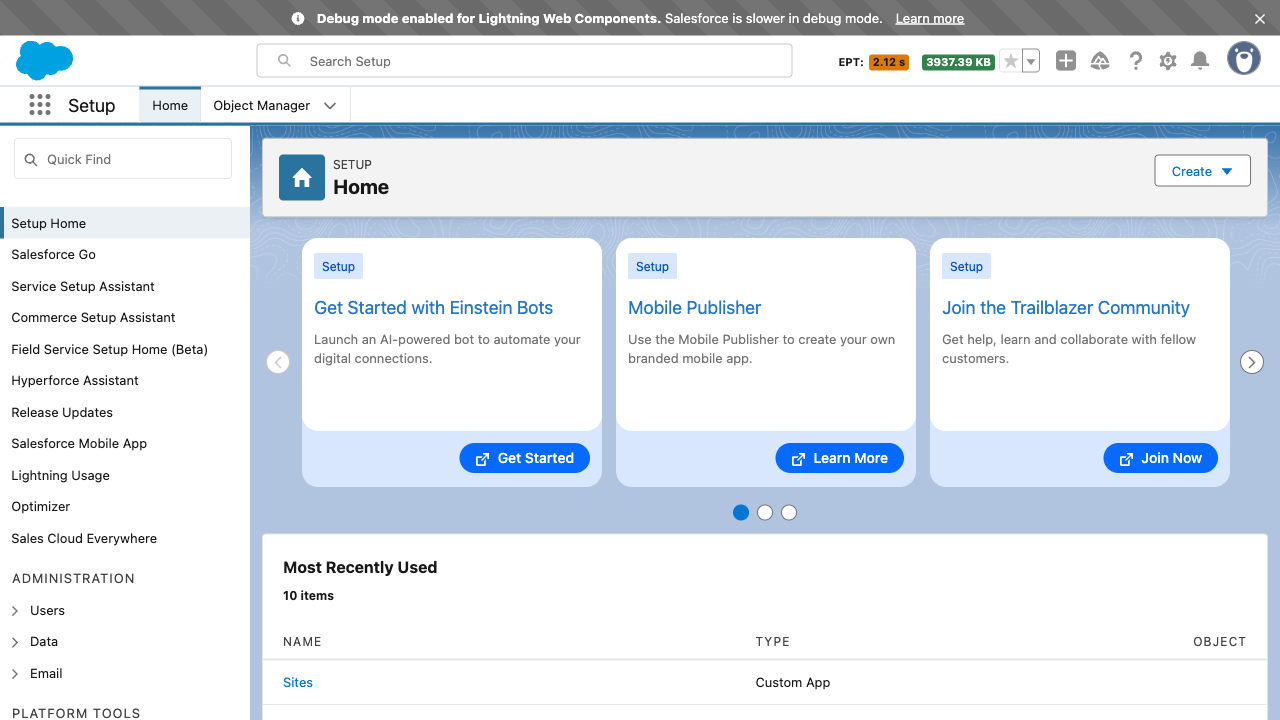 Debug mode enabled for Lightning Web Components. Salesforce is slower in debug mode. Learn more
Search Setup
EPT: 2.12 s 3937.39 KB
Setup
Home
Object Manager
Quick Find
Setup Home
Salesforce Go
Service Setup Assistant
Commerce Setup Assistant
Field Service Setup Home (Beta)
Hyperforce Assistant
Release Updates
Salesforce Mobile App
Lightning Usage
Optimizer
Sales Cloud Everywhere
ADMINISTRATION
Users
Data
Email
PLATFORM TOOLS
SETUP
Home
Create
Setup
Get Started with Einstein Bots
Launch an AI-powered bot to automate your
digital connections.
Get Started
Setup
Mobile Publisher
Use the Mobile Publisher to create your own
branded mobile app.
Learn More
Setup
Join the Trailblazer Community
Get help, learn and collaborate with fellow
customers.
Join Now
Most Recently Used
10 items
NAME TYPE OBJECT
Sites Custom App